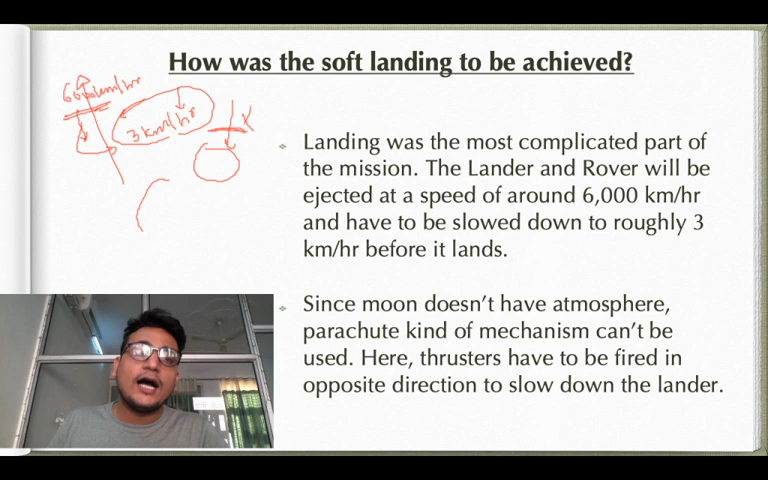 How was the soft landing to be achieved?
6000km/hr
3 km/hr
Landing was the most complicated part of
the mission. The Lander and Rover will be
ejected at a speed of around 6,000 km/hr
and have to be slowed down to roughly 3
km/hr before it lands.
Since moon doesn't have atmosphere,
parachute kind of mechanism can't be
used. Here, thrusters have to be fired in
opposite direction to slow down the lander.